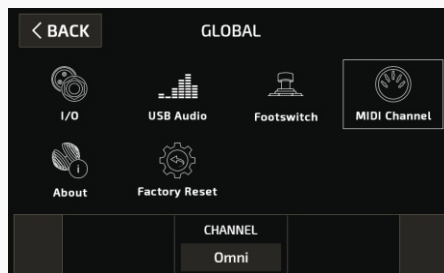 BACK
GLOBAL
I/O
USB Audio
Footswitch
MIDI Channel
About
Factory Reset
CHANNEL
Omni